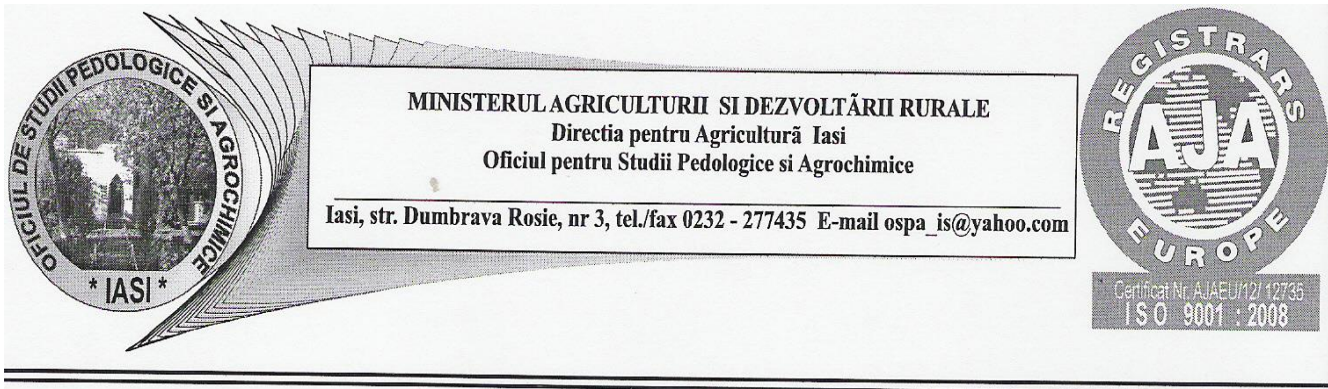 OFICIUL DE STUDII PEDOLOGICE SI AGROCHIMICE
* IASI *
MINISTERUL AGRICULTURII SI DEZVOLTÃRII RURALE
Directia pentru Agriculturã Iasi
Oficiul pentru Studii Pedologice si Agrochimice
Iasi, str. Dumbrava Rosie, nr 3, tel./fax 0232 - 277435 E-mail ospa_is@yahoo.com
REGISTRARS
AJA
EUROPE
Certificat Nr. AJAEU/12/ 12735
ISO 9001 : 2008